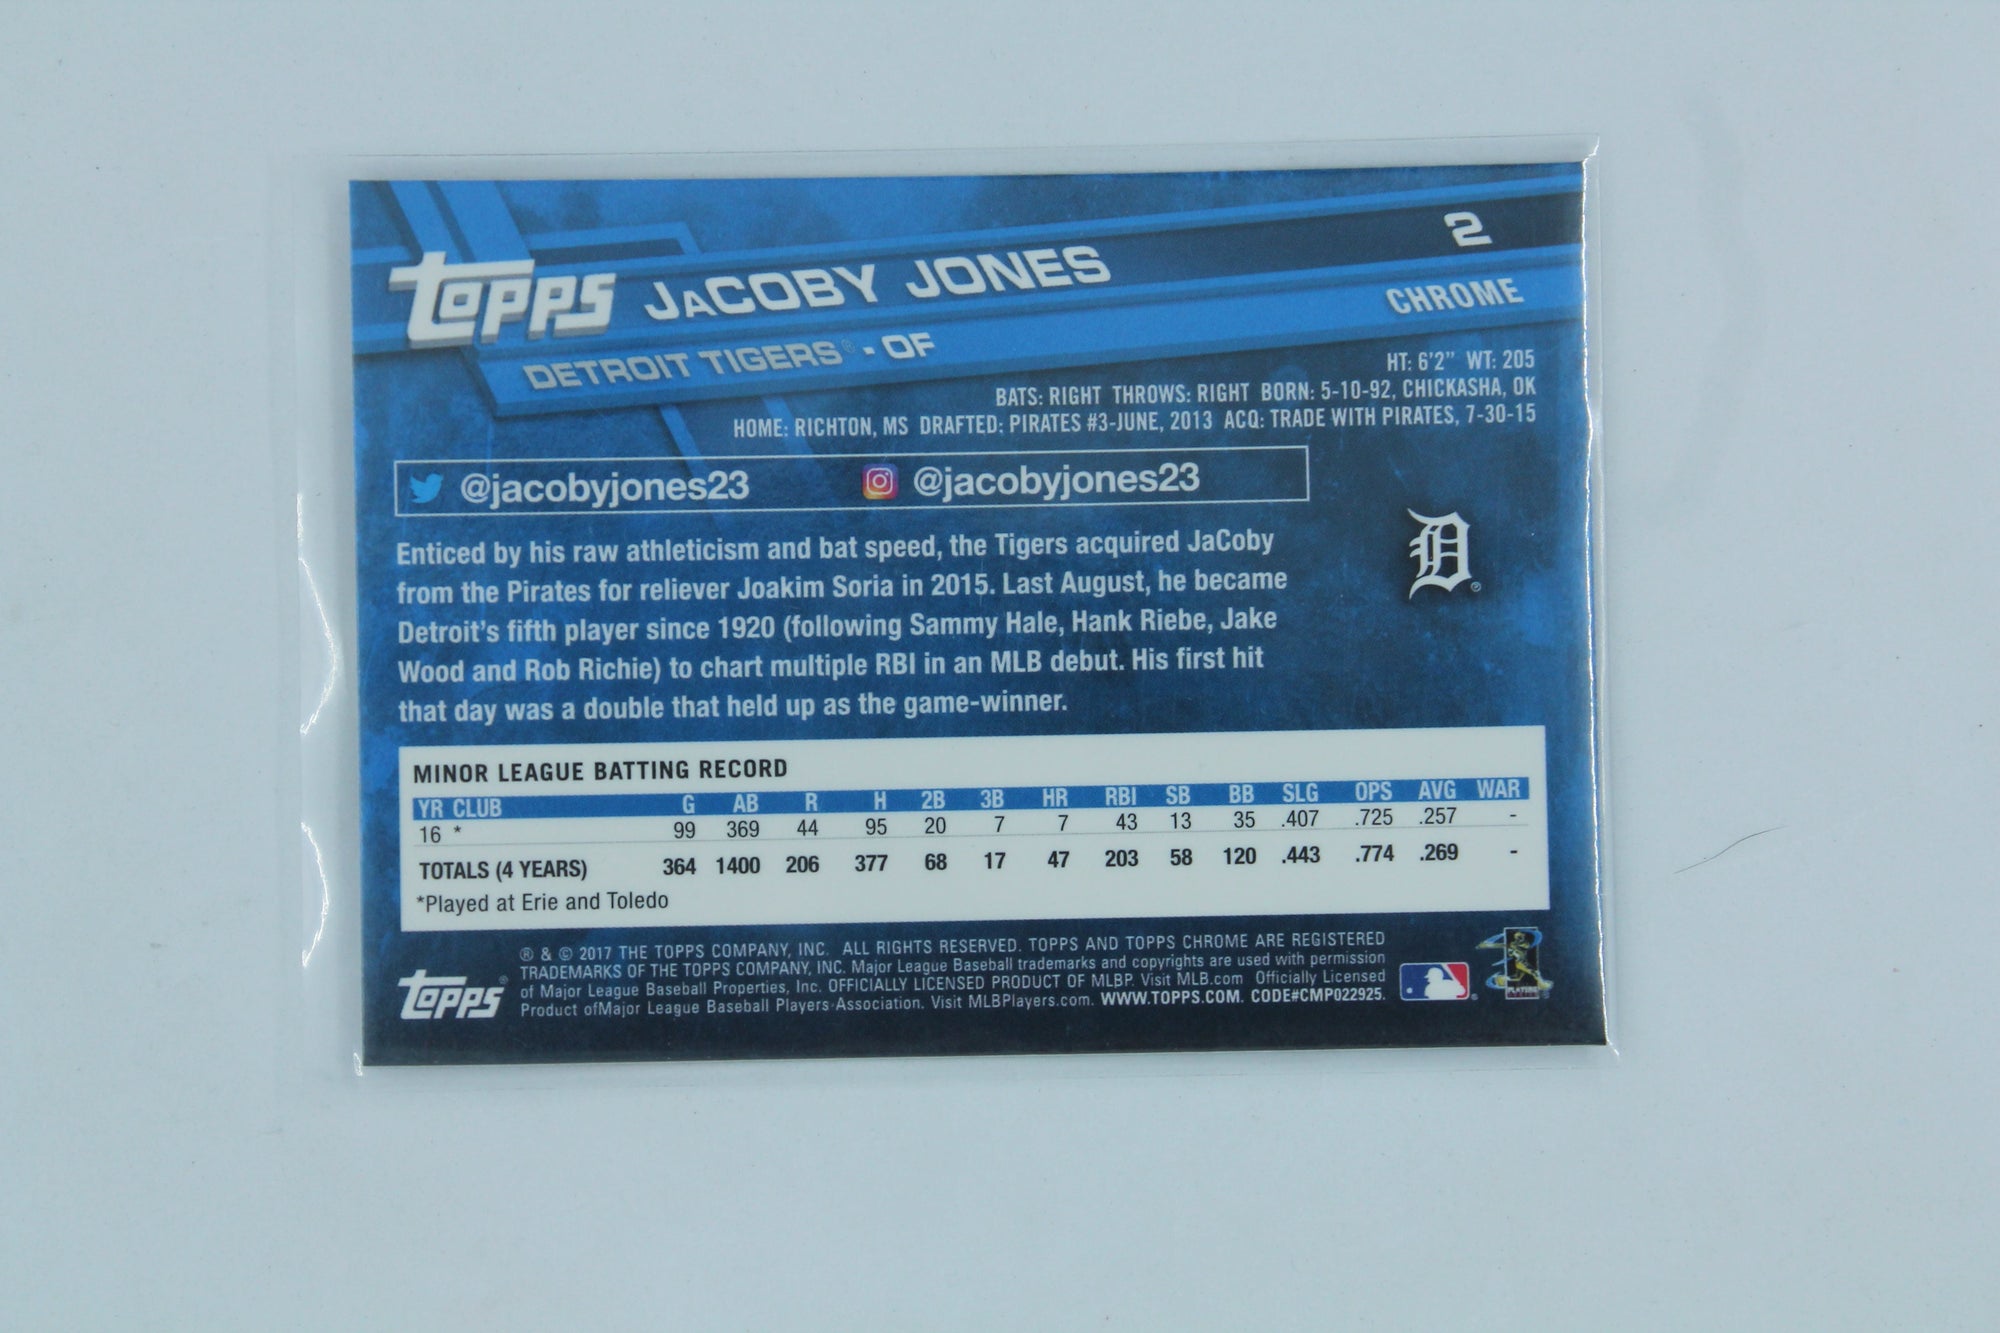 2
topps JACOBY JONES
CHROME
DETROIT TIGERS® - OF
HT: 6'2" WT: 205
BATS: RIGHT THROWS: RIGHT BORN: 5-10-92, CHICKASHA, OK
HOME: RICHTON, MS DRAFTED: PIRATES #3-JUNE, 2013 ACQ: TRADE WITH PIRATES, 7-30-15
@jacobyjones23 @jacobyjones23
Enticed by his raw athleticism and bat speed, the Tigers acquired JaCoby
from the Pirates for reliever Joakim Soria in 2015. Last August, he became
Detroit's fifth player since 1920 (following Sammy Hale, Hank Riebe, Jake
Wood and Rob Richie) to chart multiple RBI in an MLB debut. His first hit
that day was a double that held up as the game-winner.
D®
MINOR LEAGUE BATTING RECORD
YR CLUB G AB R H 2B 3B HR RBI SB BB SLG OPS AVG WAR
16 * 99 369 44 95 20 7 7 43 13 35 .407 .725 .257 -
TOTALS (4 YEARS) 364 1400 206 377 68 17 47 203 58 120 .443 .774 .269 -
*Played at Erie and Toledo
topps®
® & © 2017 THE TOPPS COMPANY, INC. ALL RIGHTS RESERVED. TOPPS AND TOPPS CHROME ARE REGISTERED
TRADEMARKS OF THE TOPPS COMPANY, INC. Major League Baseball trademarks and copyrights are used with permission
of Major League Baseball Properties, Inc. OFFICIALLY LICENSED PRODUCT OF MLBP. Visit MLB.com Officially Licensed
Product ofMajor League Baseball Players Association. Visit MLBPlayers.com. WWW.TOPPS.COM. CODE#CMP022925.